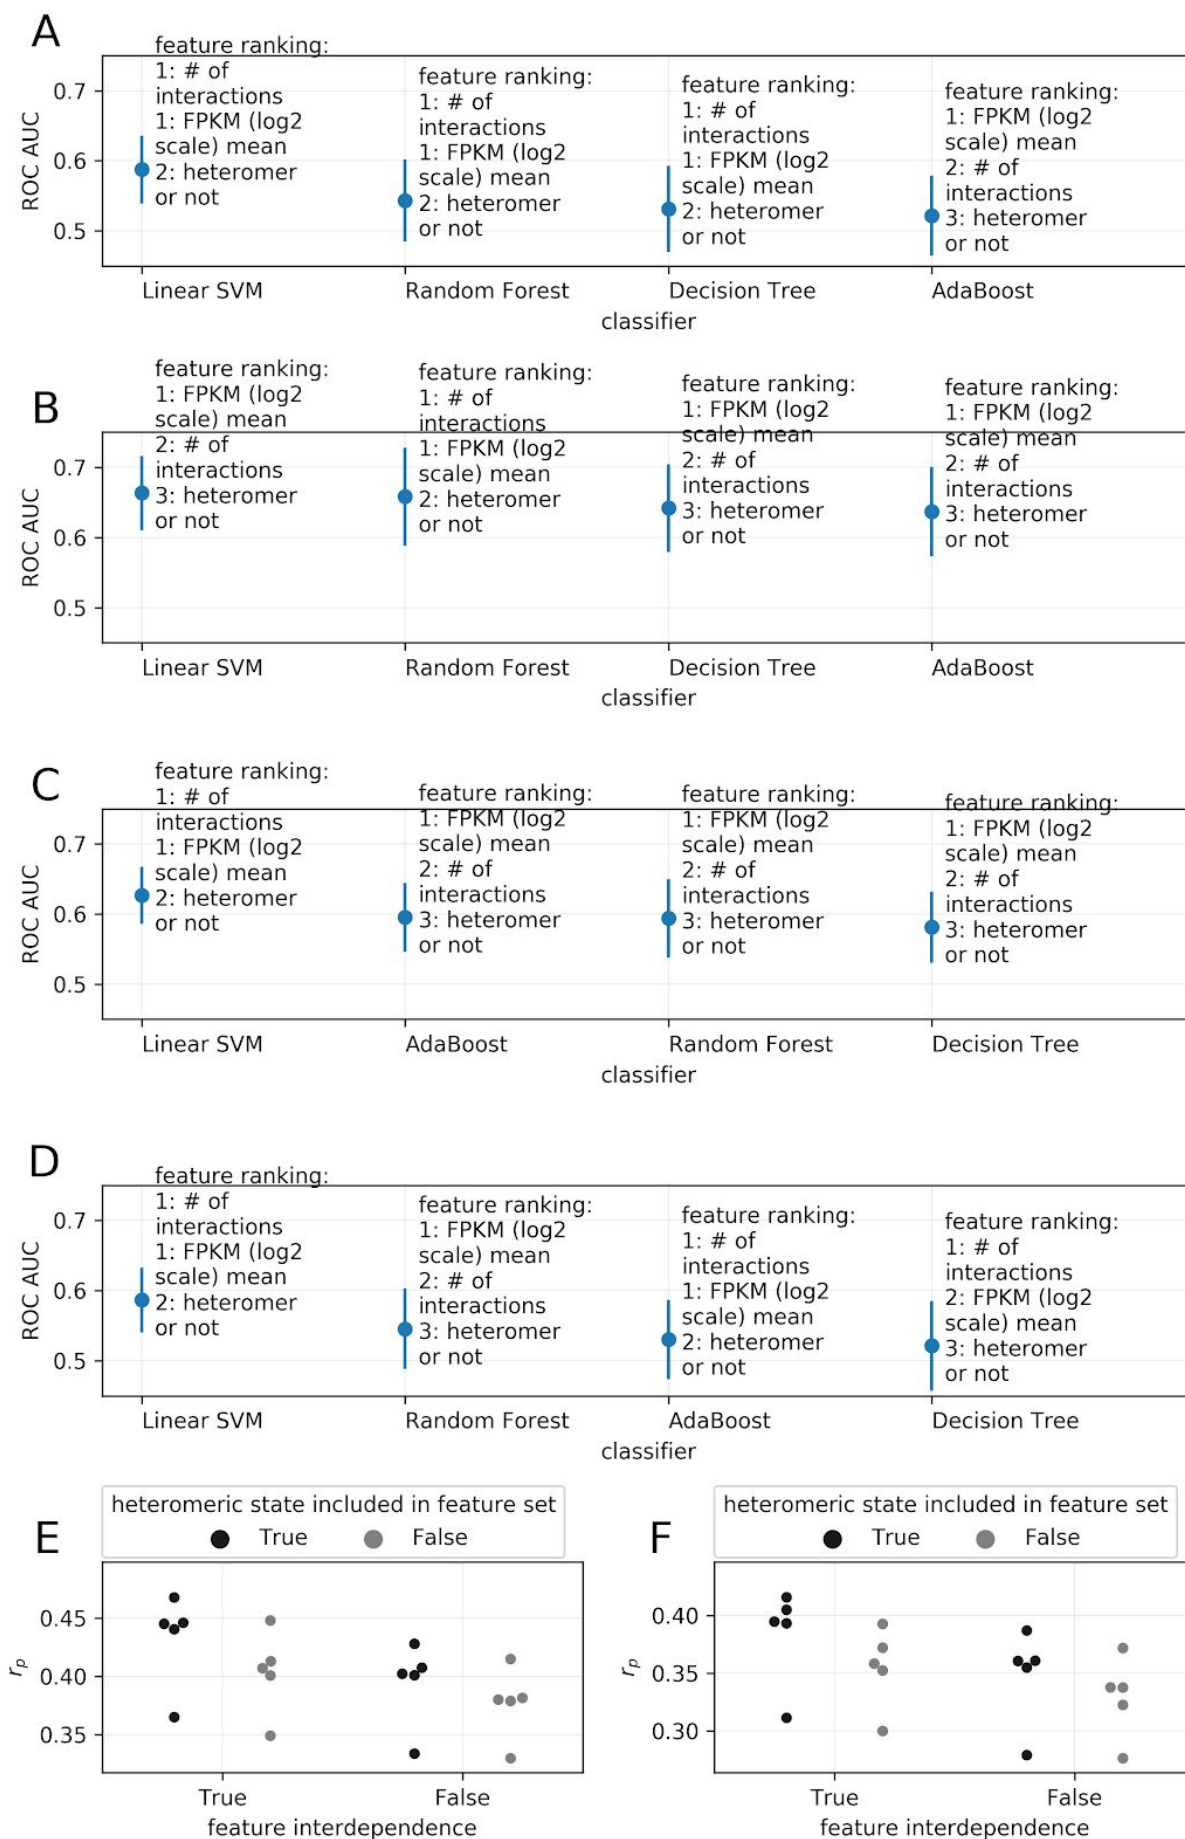 A
feature ranking:
1: # of
interactions
1: FPKM (log2
scale) mean
2: heteromer
or not
feature ranking:
1: # of
interactions
1: FPKM (log2
scale) mean
2: heteromer
or not
feature ranking:
1: # of
interactions
1: FPKM (log2
scale) mean
2: heteromer
or not
feature ranking:
1: FPKM (log2
scale) mean
2: # of
interactions
3: heteromer
or not
ROC AUC
0.7
0.6
0.5
Linear SVM
Random Forest
Decision Tree
AdaBoost
classifier
B
feature ranking:
1: FPKM (log2
scale) mean
2: # of
interactions
3: heteromer
or not
feature ranking:
1: # of
interactions
1: FPKM (log2
scale) mean
2: heteromer
or not
feature ranking:
1: FPKM (log2
scale) mean
2: # of
interactions
3: heteromer
or not
feature ranking:
1: FPKM (log2
scale) mean
2: # of
interactions
3: heteromer
or not
ROC AUC
0.7
0.6
0.5
Linear SVM
Random Forest
Decision Tree
AdaBoost
classifier
C
feature ranking:
1: # of
interactions
1: FPKM (log2
scale) mean
2: heteromer
or not
feature ranking:
1: FPKM (log2
scale) mean
2: # of
interactions
3: heteromer
or not
feature ranking:
1: FPKM (log2
scale) mean
2: # of
interactions
3: heteromer
or not
feature ranking:
1: FPKM (log2
scale) mean
2: # of
interactions
3: heteromer
or not
ROC AUC
0.7
0.6
0.5
Linear SVM
AdaBoost
Random Forest
Decision Tree
classifier
D
feature ranking:
1: # of
interactions
1: FPKM (log2
scale) mean
2: heteromer
or not
feature ranking:
1: FPKM (log2
scale) mean
2: # of
interactions
3: heteromer
or not
feature ranking:
1: # of
interactions
1: FPKM (log2
scale) mean
2: heteromer
or not
feature ranking:
1: # of
interactions
2: FPKM (log2
scale) mean
3: heteromer
or not
ROC AUC
0.7
0.6
0.5
Linear SVM
Random Forest
AdaBoost
Decision Tree
classifier
E
heteromeric state included in feature set
True False
r_p
0.45
0.40
0.35
True False
feature interdependence
F
heteromeric state included in feature set
True False
r_p
0.40
0.35
0.30
True False
feature interdependence